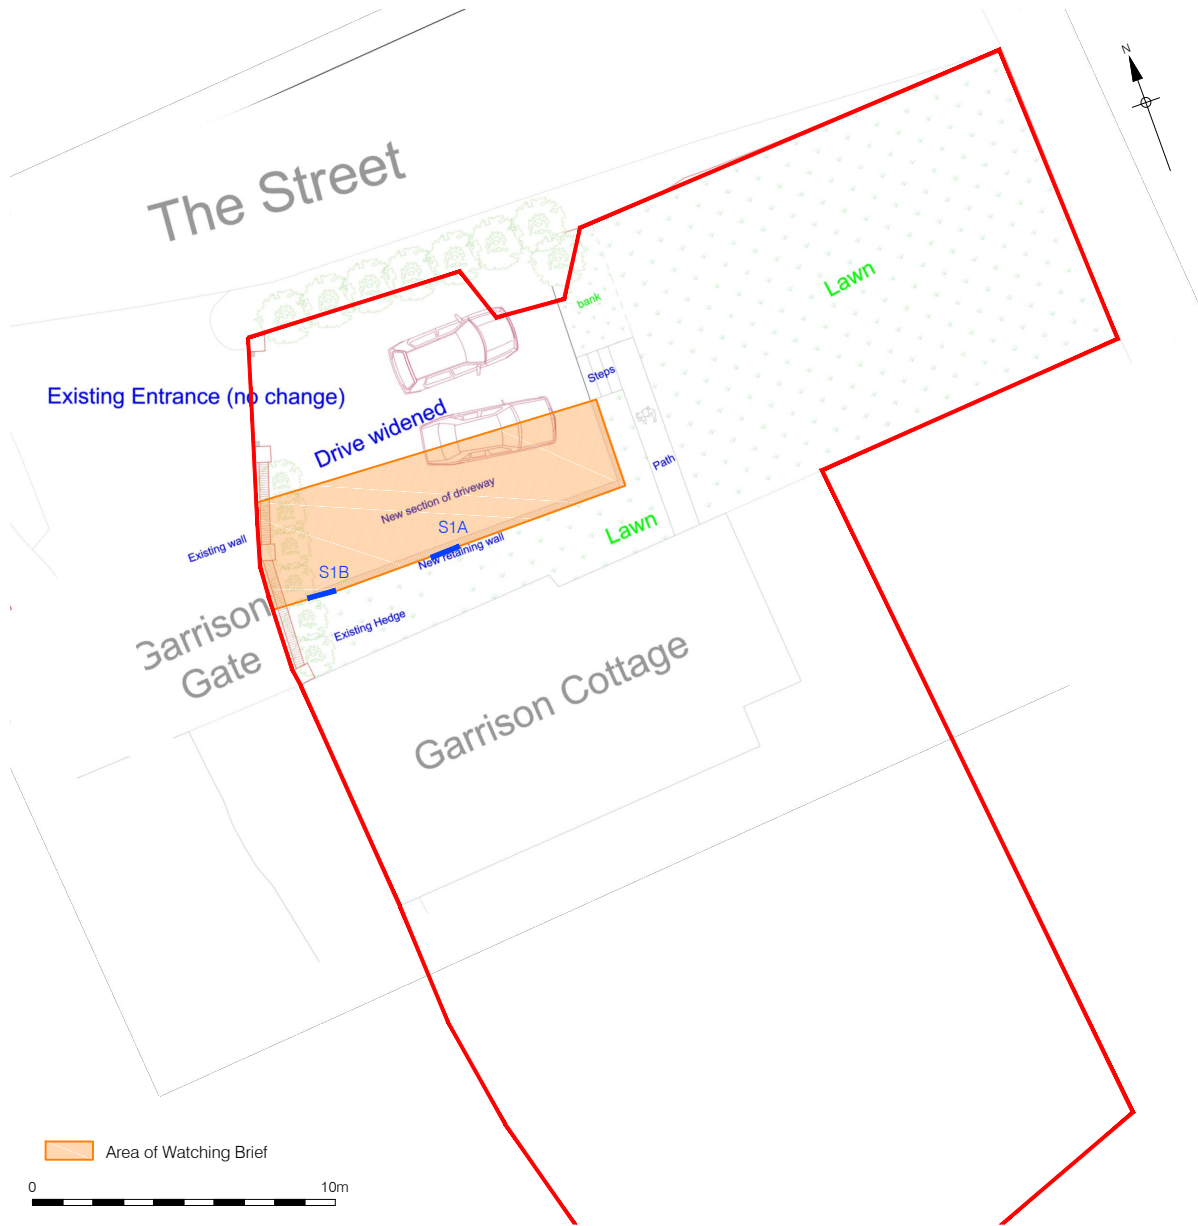 N
The Street
Lawn
bank
Existing Entrance (no change)
Steps
Drive widened
Path
New section of driveway
S1A
Lawn
Existing wall
New retaining wall
S1B
Existing Hedge
Garrison
Gate
Garrison Cottage
Area of Watching Brief
0 10m